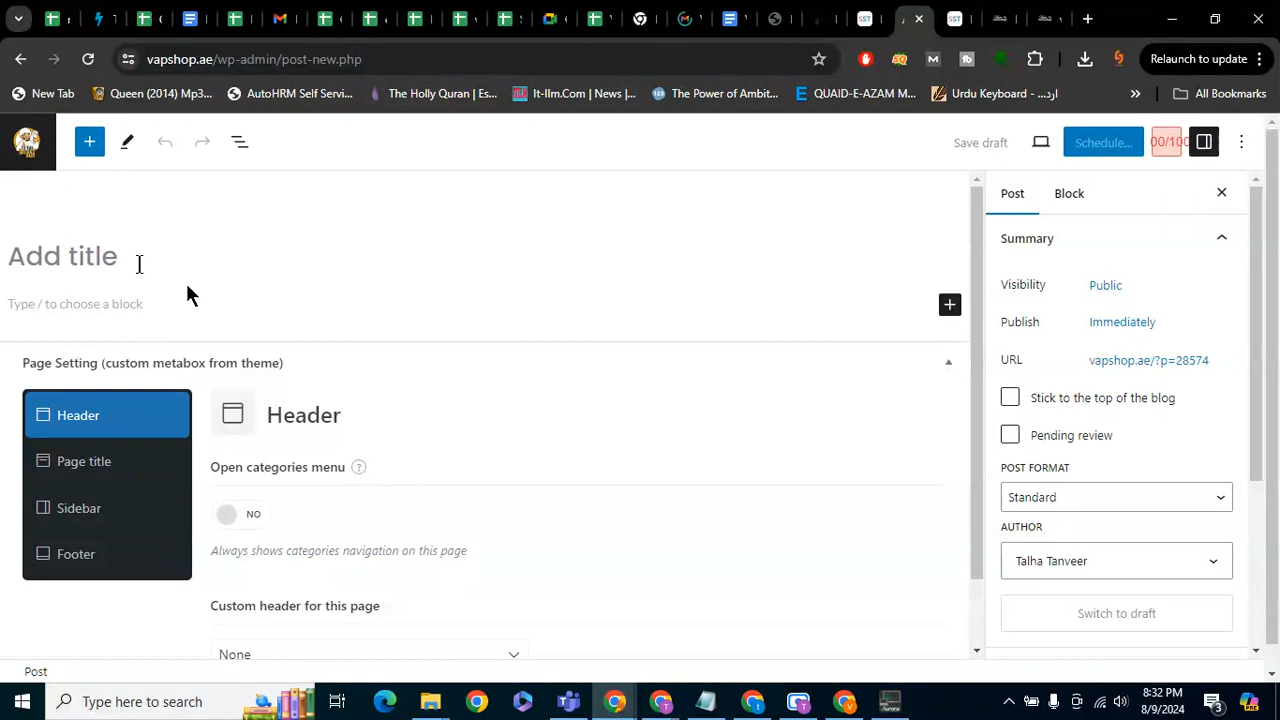 vapshop.ae/wp-admin/post-new.php
Relaunch to update
New Tab
Queen (2014) Mp3...
AutoHRM Self Servi...
The Holly Quran | Es...
It-Ilm.Com | News |...
The Power of Ambit...
QUAID-E-AZAM M...
Urdu Keyboard - ارد...
»
All Bookmarks
Save draft
Schedule...
00/100
Post
Block
Summary
Add title
Type / to choose a block
Visibility
Public
Publish
Immediately
URL
vapshop.ae/?p=28574
Page Setting (custom metabox from theme)
Stick to the top of the blog
Pending review
Header
Page title
Sidebar
Footer
Header
Open categories menu ?
NO
Always shows categories navigation on this page
Custom header for this page
None
POST FORMAT
Standard
AUTHOR
Talha Tanveer
Switch to draft
Post
Type here to search
8:32 PM
8/9/2024
3